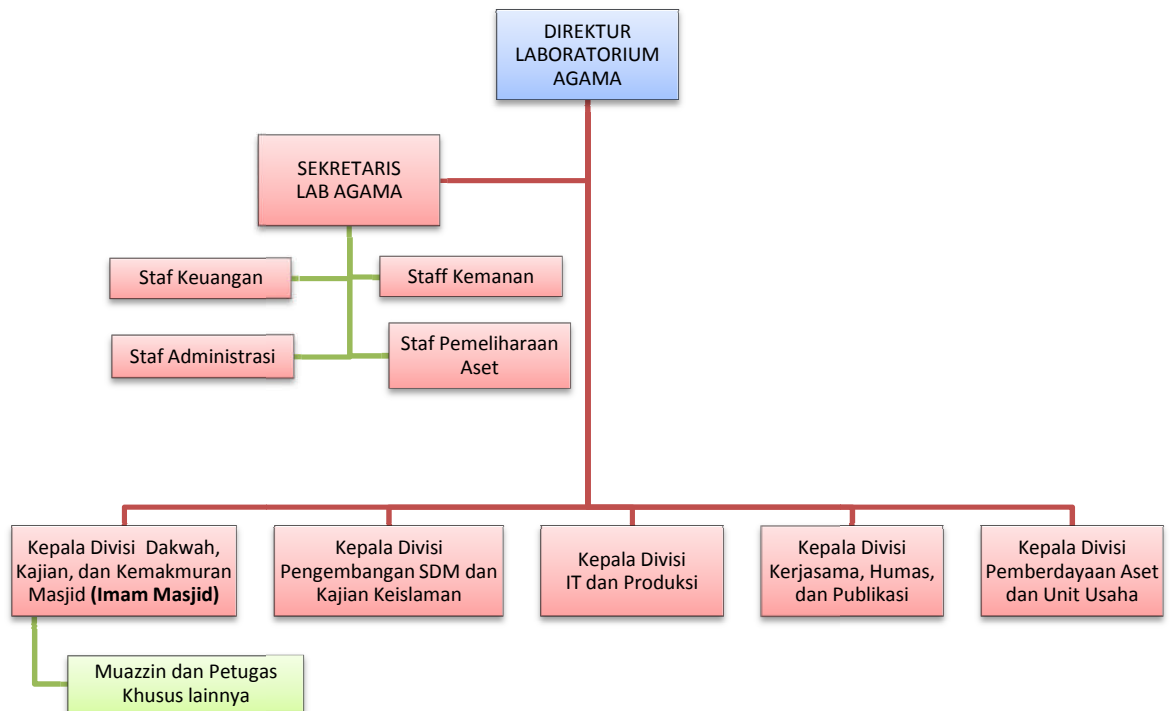 DIREKTUR
LABORATORIUM
AGAMA
SEKRETARIS
LAB AGAMA
Staf Keuangan
Staff Kemanan
Staf Administrasi
Staf Pemeliharaan
Aset
Kepala Divisi Dakwah,
Kajian, dan Kemakmuran
Masjid (Imam Masjid)
Kepala Divisi
Pengembangan SDM dan
Kajian Keislaman
Kepala Divisi
IT dan Produksi
Kepala Divisi
Kerjasama, Humas,
dan Publikasi
Kepala Divisi
Pemberdayaan Aset
dan Unit Usaha
Muazzin dan Petugas
Khusus lainnya